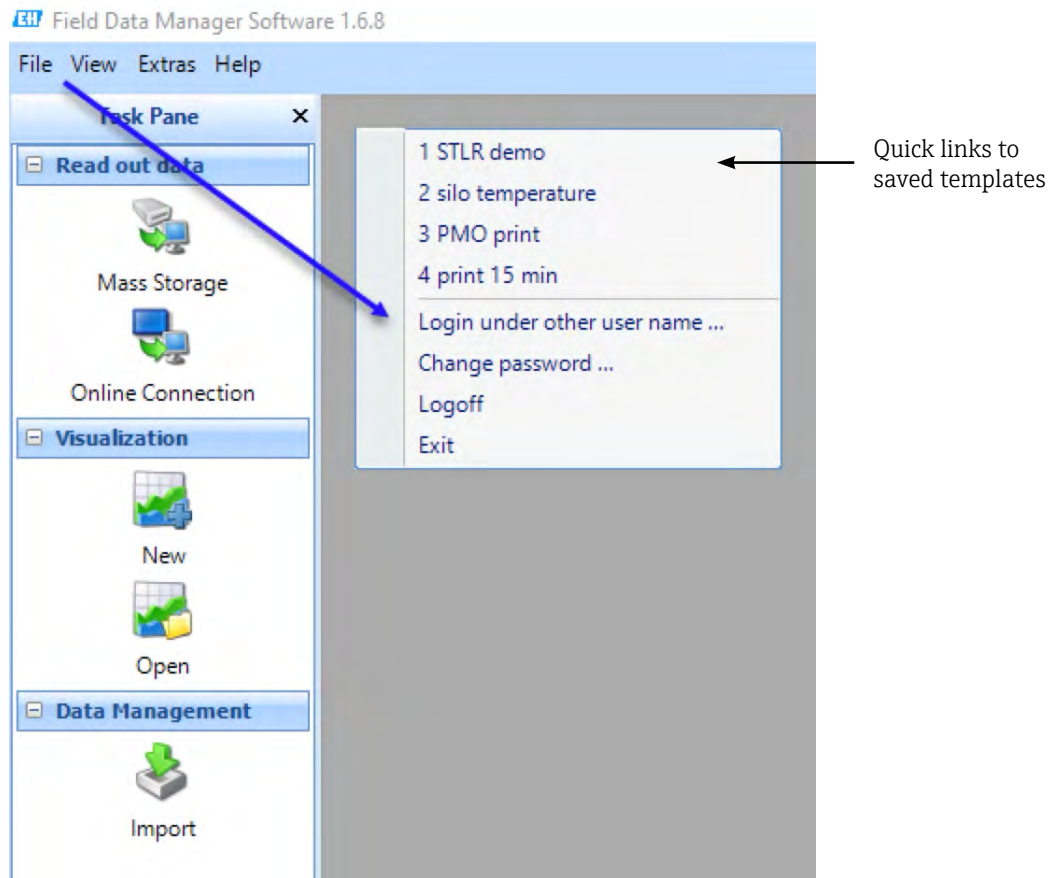 EH Field Data Manager Software 1.6.8
File View Extras Help
Task Pane
Read out data
Mass Storage
Online Connection
Visualization
New
Open
Data Management
Import
1 STLR demo
2 silo temperature
3 PMO print
4 print 15 min
Login under other user name ...
Change password ...
Logoff
Exit
Quick links to
saved templates